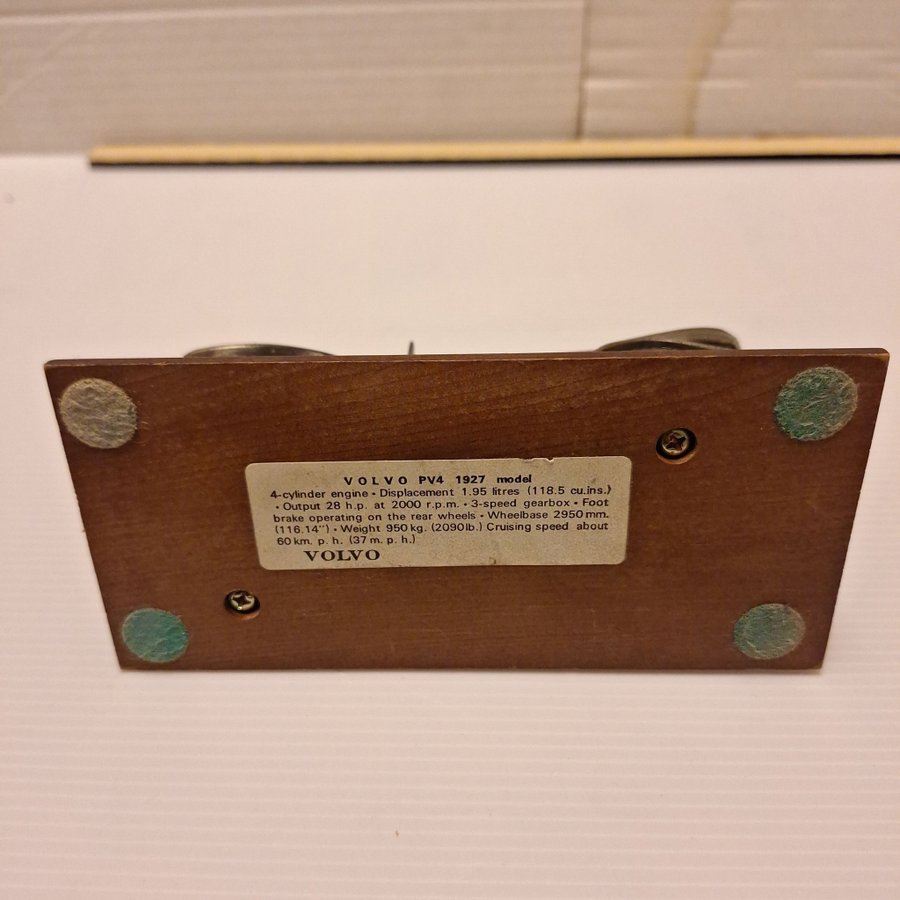 VOLVO PV4 1927 model
4-cylinder engine • Displacement 1.95 litres (118.5 cu.ins.)
• Output 28 h.p. at 2000 r.p.m. • 3-speed gearbox • Foot
brake operating on the rear wheels • Wheelbase 2950 mm.
(116.14'') • Weight 950 kg. (2090 lb.) Cruising speed about
60 km. p. h. (37 m. p. h.)
VOLVO